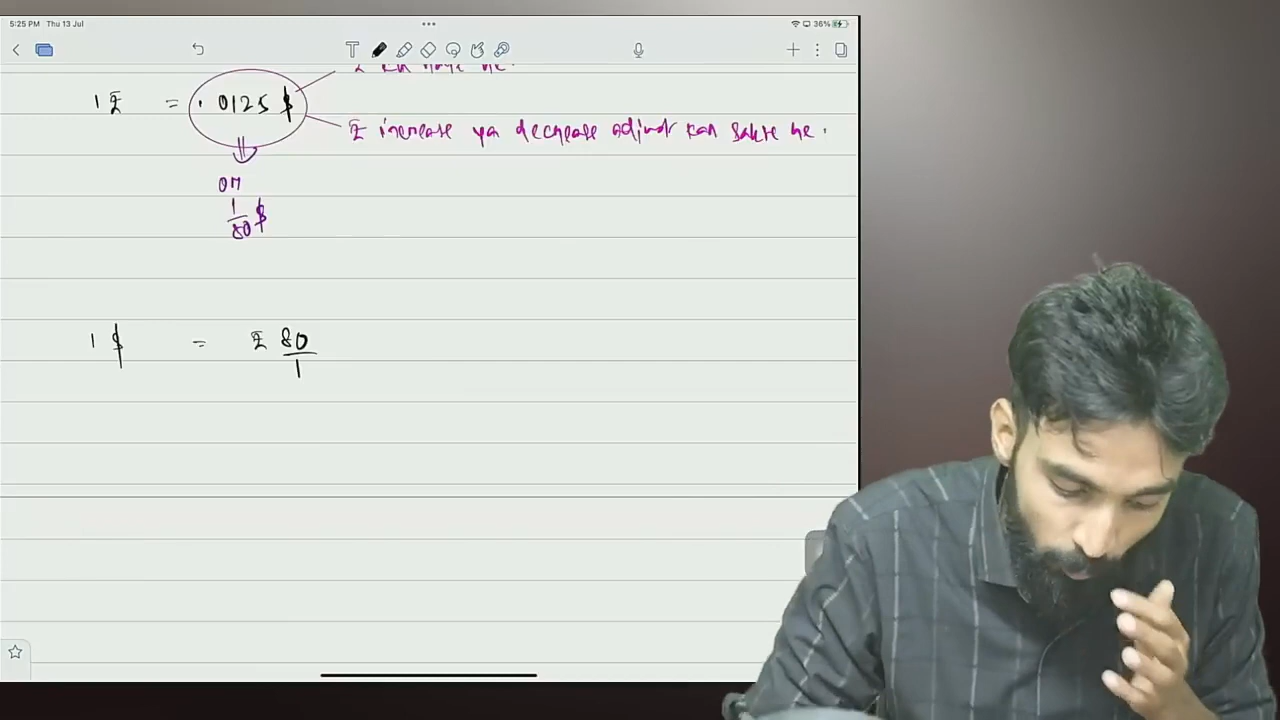 5:25 PM Thu 13 Jul
36%
T
1 ₹ = .0125 $
₹ increase ya decrease adjust kar sakte he.
or
1/80 $
1 $ = ₹ 80/1